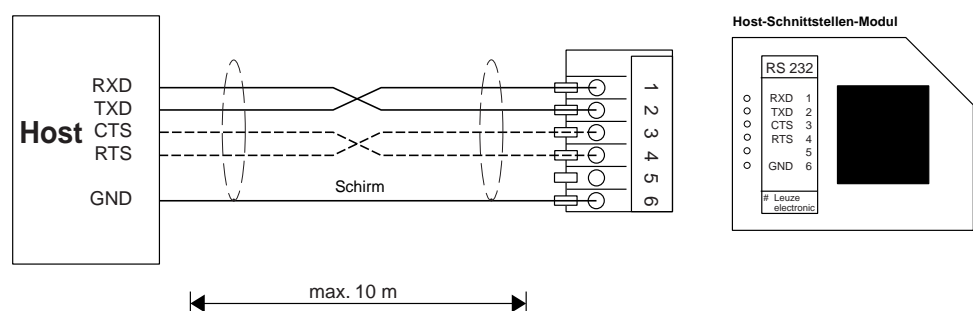 Host
RXD
TXD
CTS
RTS
GND
Schirm
1
2
3
4
5
6
max. 10 m
Host-Schnittstellen-Modul
RS 232
RXD 1
TXD 2
CTS 3
RTS 4
5
GND 6
# Leuze
electronic